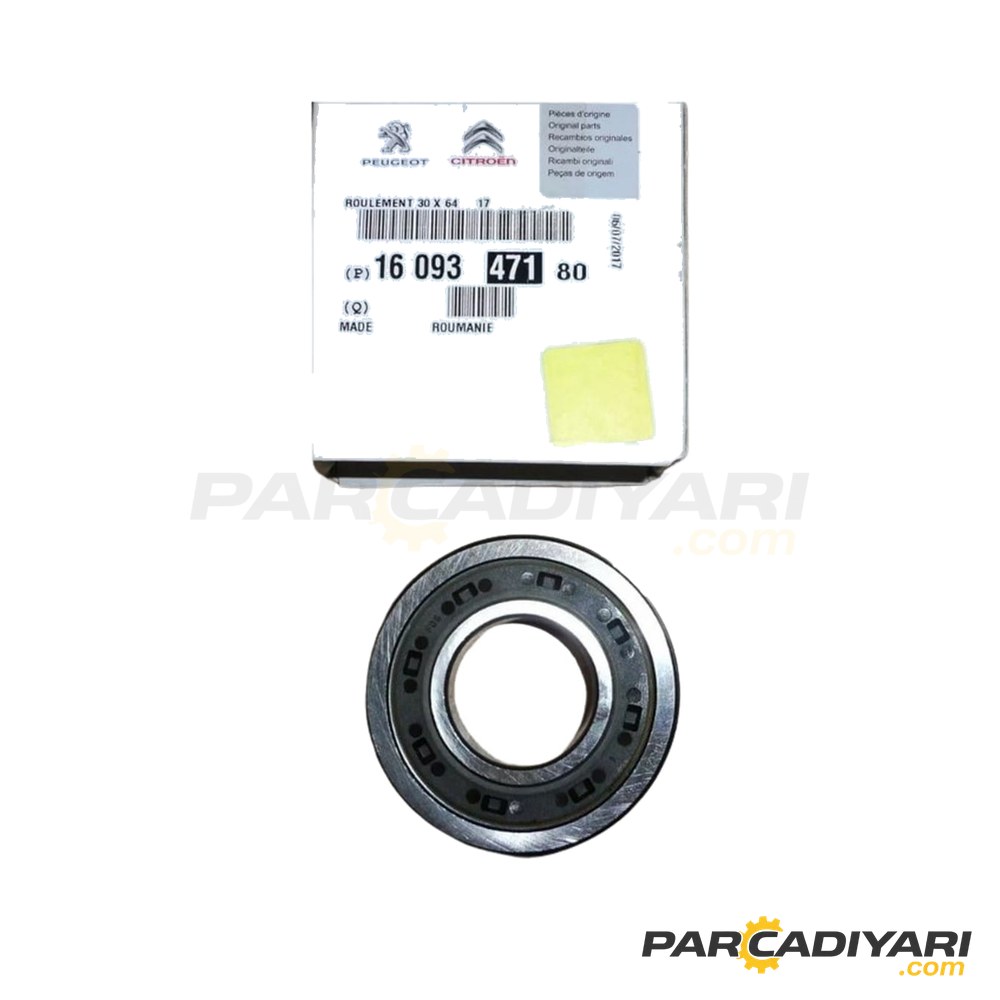 PEUGEOT
CITROËN
Pièces d'origine
Original parts
Recambios originales
Originalteile
Ricambi originali
Peças de origem
ROULEMENT 30 X 64 17
06/07/2017
(P) 16 093 471 80
(Q)
MADE ROUMANIE
PARCADIYARI
.com
PARCADIYARI
.com